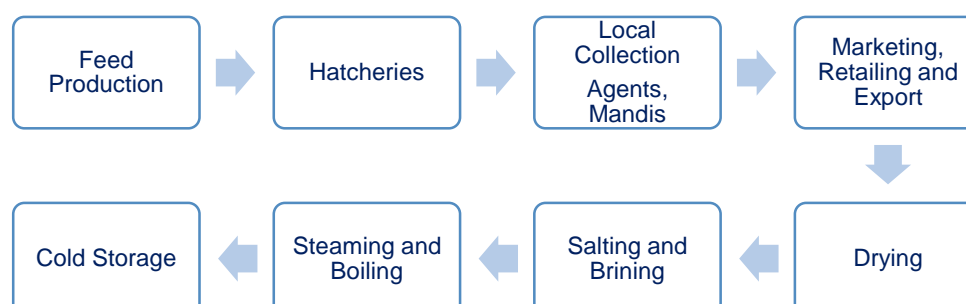 Feed
Production
Hatcheries
Local
Collection
Agents,
Mandis
Marketing,
Retailing and
Export
Drying
Salting and
Brining
Steaming and
Boiling
Cold Storage